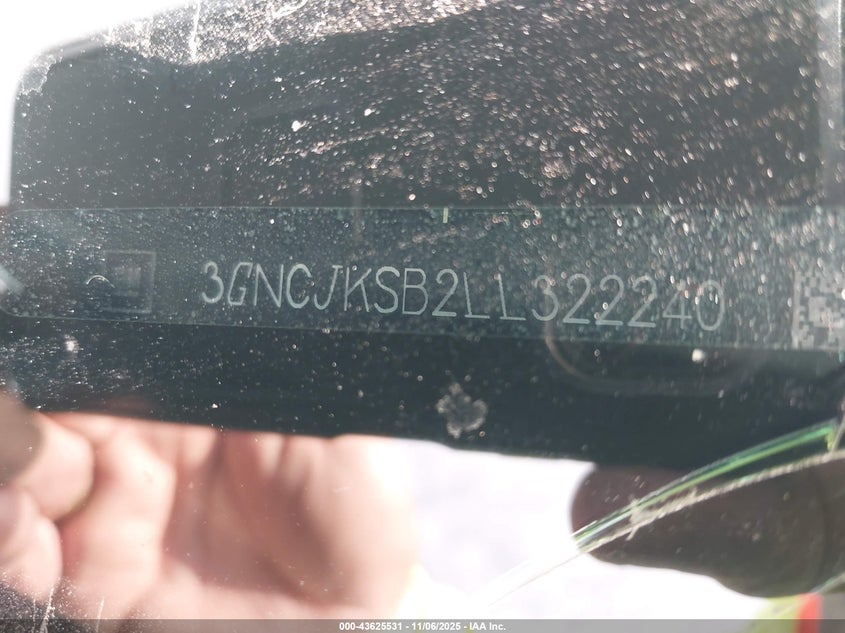 3GNCJKSB2LL322240
000-43625531 - 11/06/2025 - IAA Inc.